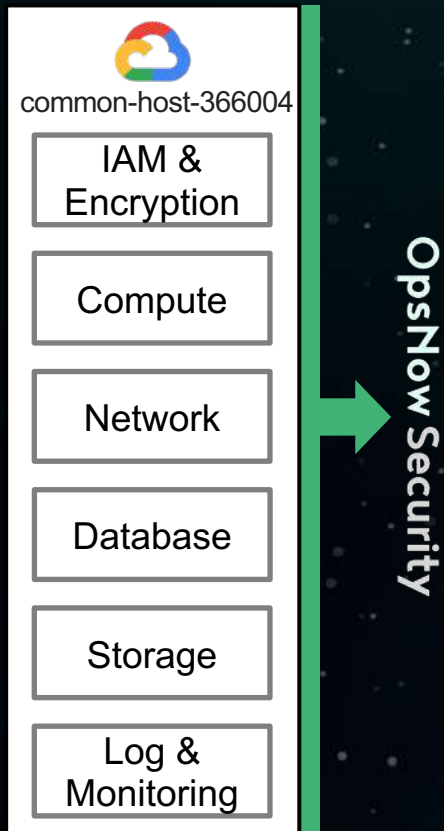 common-host-366004
IAM &
Encryption
Compute
Network
Database
Storage
Log &
Monitoring
OpsNow Security